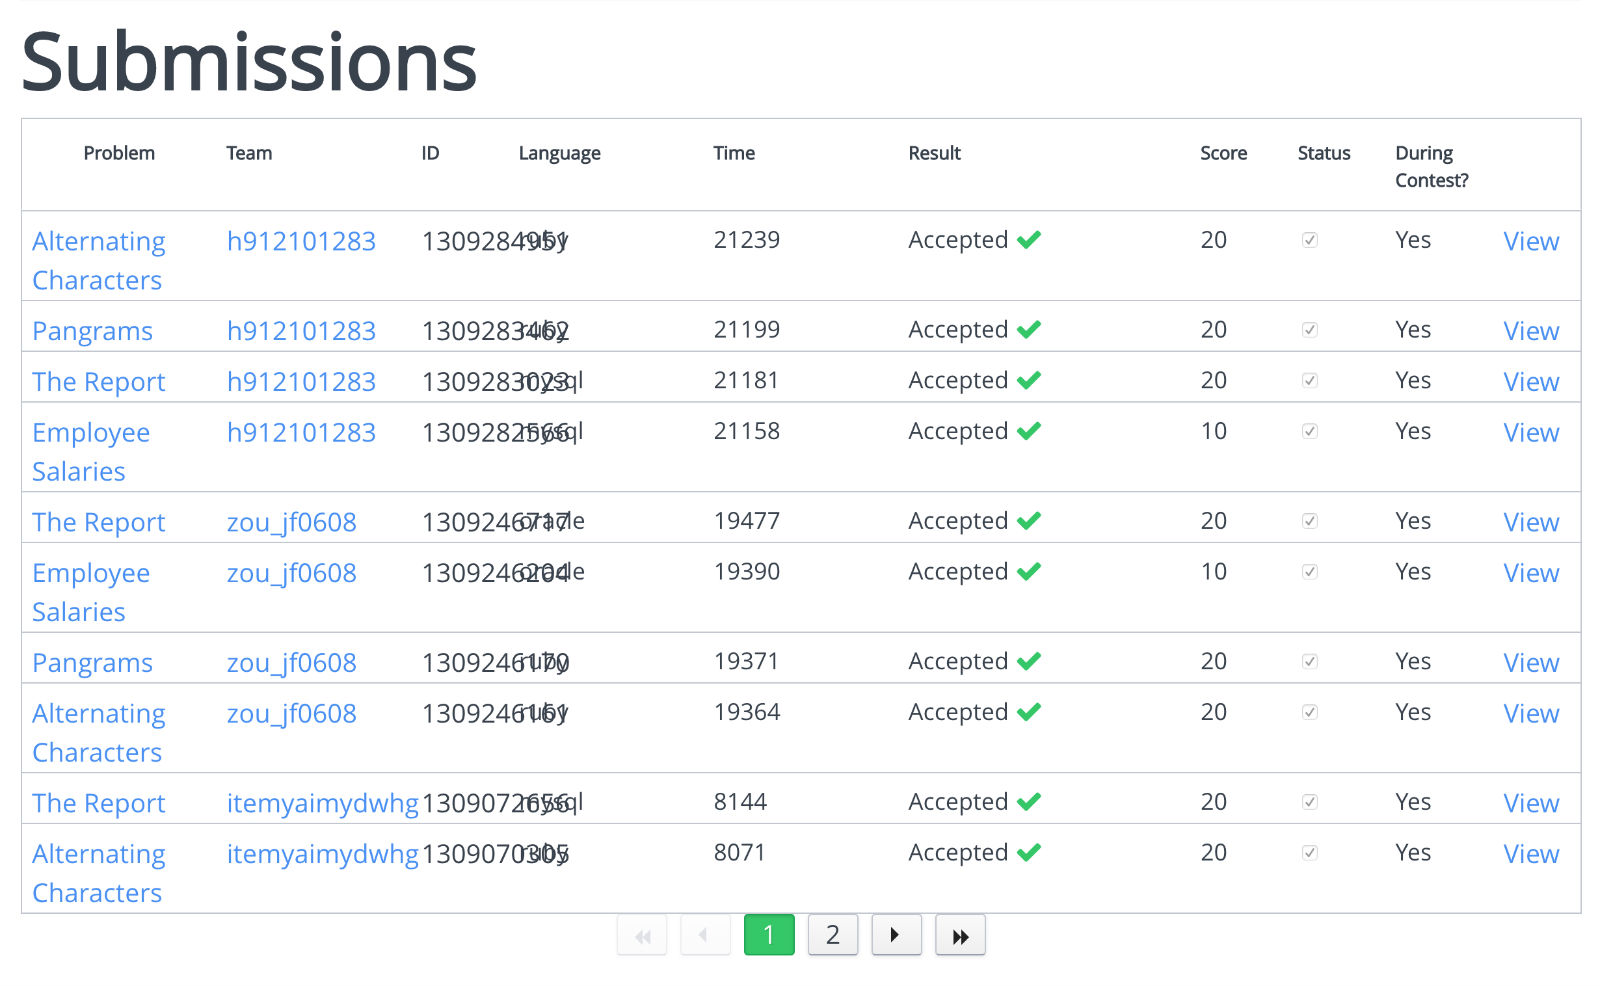 Submissions
Problem Team ID Language Time Result Score Status During Contest?
Alternating Characters h912101283 1309284951 ruby 21239 Accepted 20 Yes View
Pangrams h912101283 1309283462 ruby 21199 Accepted 20 Yes View
The Report h912101283 1309283023 mysql 21181 Accepted 20 Yes View
Employee Salaries h912101283 1309282566 mysql 21158 Accepted 10 Yes View
The Report zou_jf0608 1309246717 oracle 19477 Accepted 20 Yes View
Employee Salaries zou_jf0608 1309246204 oracle 19390 Accepted 10 Yes View
Pangrams zou_jf0608 1309246170 ruby 19371 Accepted 20 Yes View
Alternating Characters zou_jf0608 1309246161 ruby 19364 Accepted 20 Yes View
The Report itemyaimydwhg 1309072656 mysql 8144 Accepted 20 Yes View
Alternating Characters itemyaimydwhg 1309070305 ruby 8071 Accepted 20 Yes View
1 2